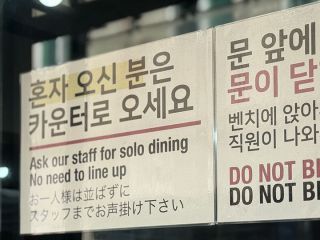 혼자 오신 분은
카운터로 오세요
Ask our staff for solo dining
No need to line up
お一人様は並ばずに
スタッフまでお声掛け下さい
문 앞에
문이 닫
벤치에 앉아
직원이 나와
DO NOT B
DO NOT B